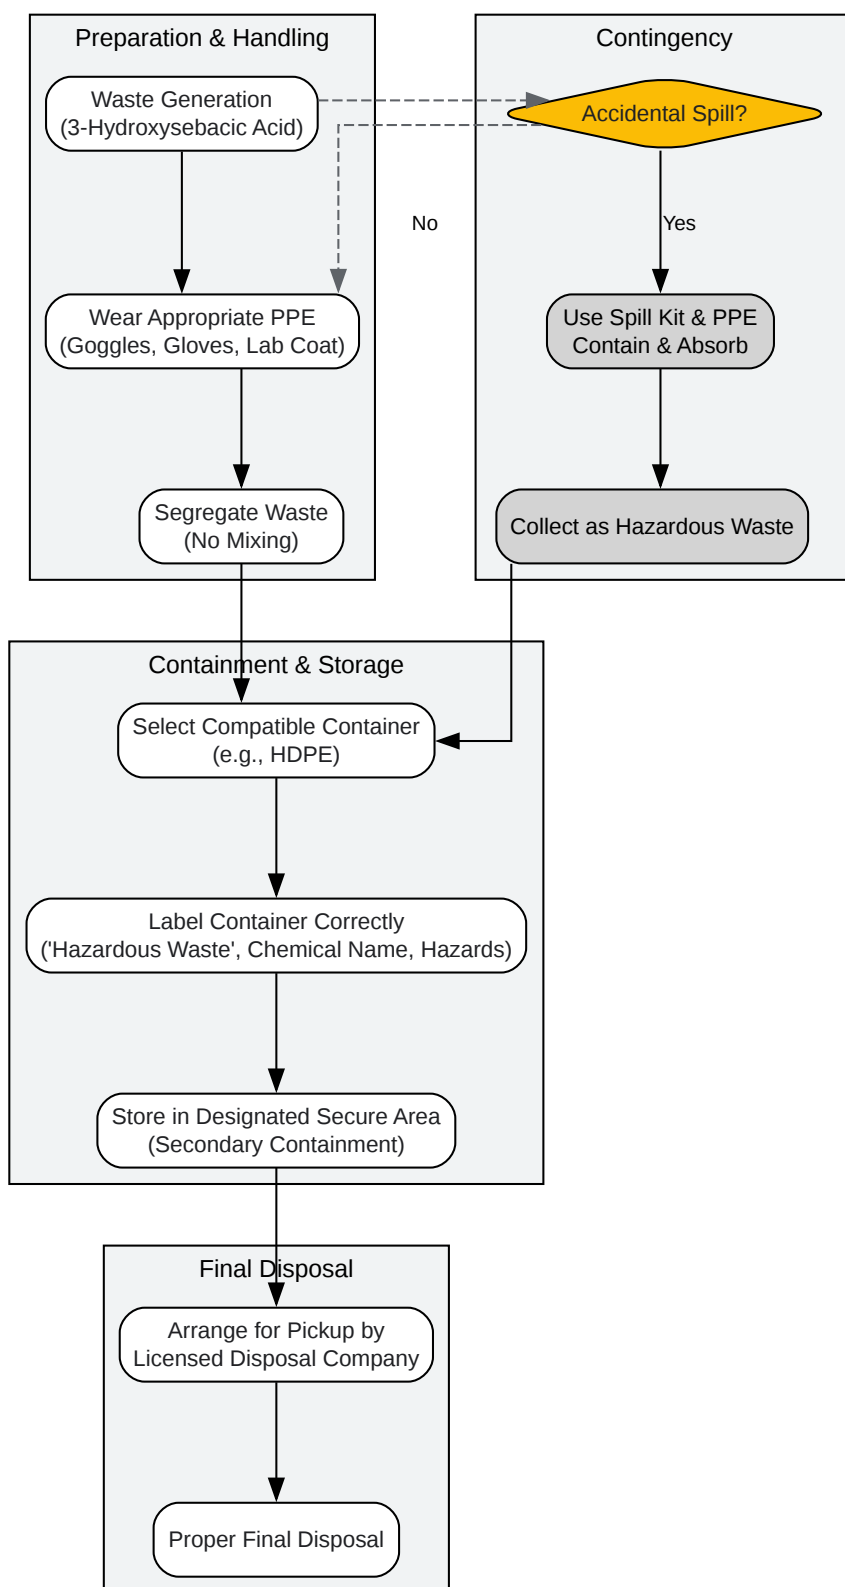 Preparation & Handling
Waste Generation
(3-Hydroxysebacic Acid)
Wear Appropriate PPE
(Goggles, Gloves, Lab Coat)
Segregate Waste
(No Mixing)
Contingency
Accidental Spill?
No
Yes
Use Spill Kit & PPE
Contain & Absorb
Collect as Hazardous Waste
Containment & Storage
Select Compatible Container
(e.g., HDPE)
Label Container Correctly
('Hazardous Waste', Chemical Name, Hazards)
Store in Designated Secure Area
(Secondary Containment)
Final Disposal
Arrange for Pickup by
Licensed Disposal Company
Proper Final Disposal